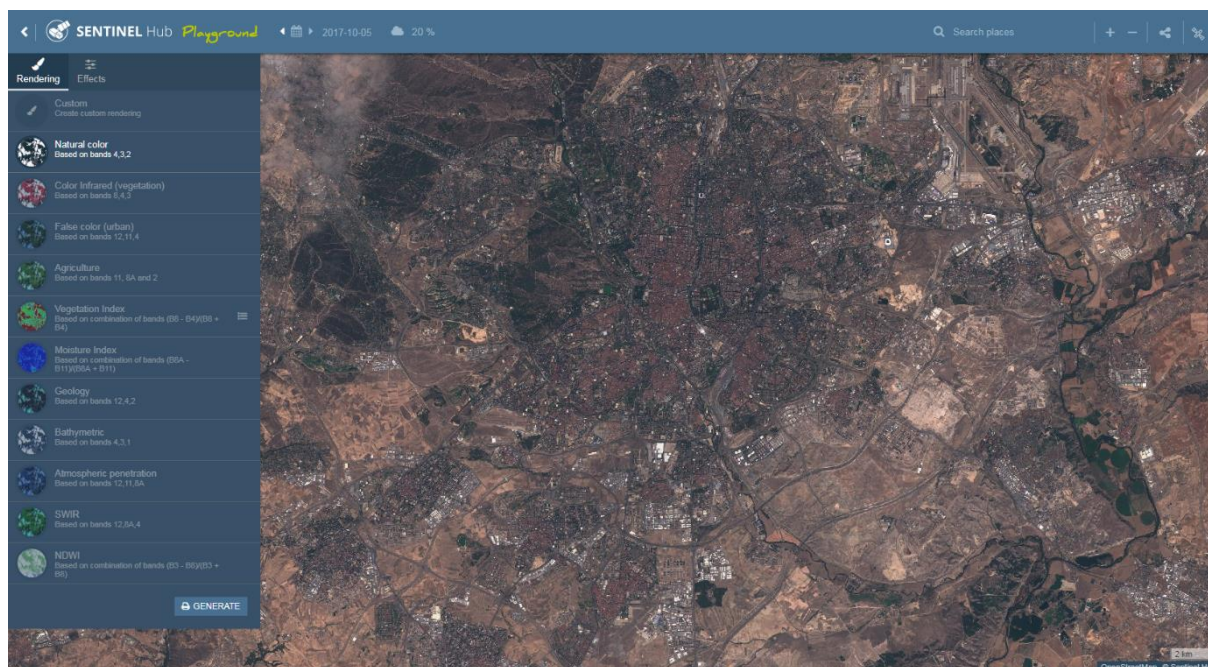 SENTINEL Hub Playground
2017-10-05
20 %
Search places
Rendering
Effects
Custom
Create custom rendering
Natural color
Based on bands 4,3,2
Color Infrared (vegetation)
Based on bands 8,4,3
False color (urban)
Based on bands 12,11,4
Agriculture
Based on bands 11, 8A and 2
Vegetation Index
Based on combination of bands (B8 - B4)/(B8 +
B4)
Moisture Index
Based on combination of bands (B8A -
B11)/(B8A + B11)
Geology
Based on bands 12,4,2
Bathymetric
Based on bands 4,3,1
Atmospheric penetration
Based on bands 12,11,8A
SWIR
Based on bands 12,8A,4
NDWI
Based on combination of bands (B3 - B8)/(B3 +
B8)
GENERATE
2 km
OpenStreetMap © Sentinel H